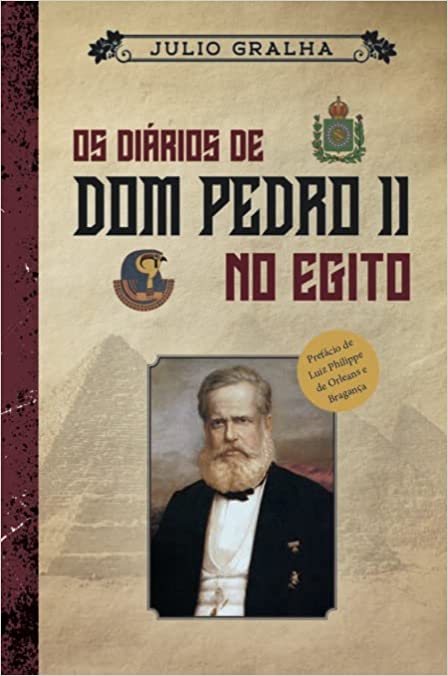 JULIO GRALHA
OS DIÁRIOS DE
DOM PEDRO II
NO EGITO
Prefácio de
Luiz Philippe
de Orleans e
Bragança